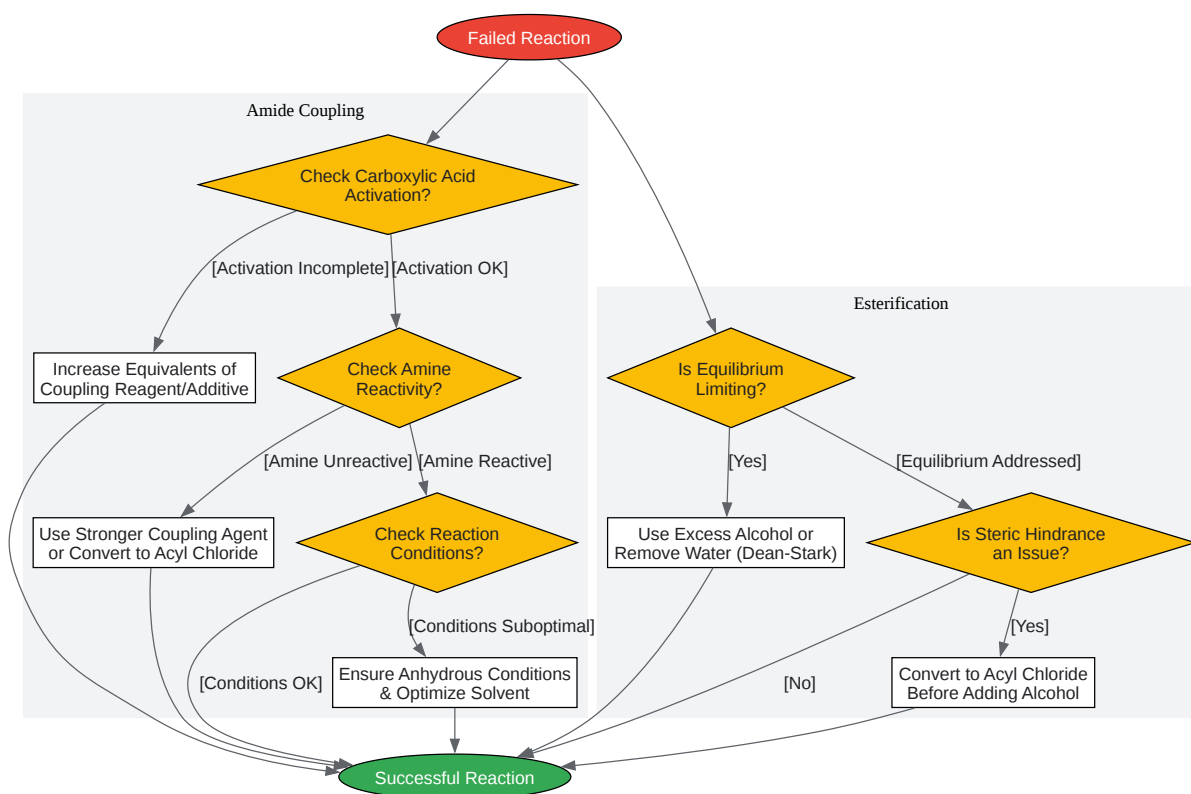 Failed Reaction
Amide Coupling
Check Carboxylic Acid
Activation?
[Activation Incomplete]
[Activation OK]
Esterification
Increase Equivalents of
Coupling Reagent/Additive
Check Amine
Reactivity?
Is Equilibrium
Limiting?
[Amine Unreactive]
[Amine Reactive]
[Yes]
[Equilibrium Addressed]
Use Stronger Coupling Agent
or Convert to Acyl Chloride
Check Reaction
Conditions?
Use Excess Alcohol or
Remove Water (Dean-Stark)
Is Steric Hindrance
an Issue?
[Conditions Suboptimal]
[Yes]
[Conditions OK]
Ensure Anhydrous Conditions
& Optimize Solvent
[No]
Convert to Acyl Chloride
Before Adding Alcohol
Successful Reaction